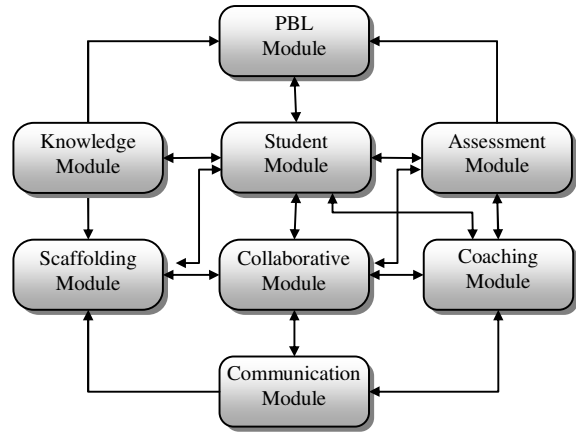 PBL
Module
Knowledge
Module
Student
Module
Assessment
Module
Scaffolding
Module
Collaborative
Module
Coaching
Module
Communication
Module